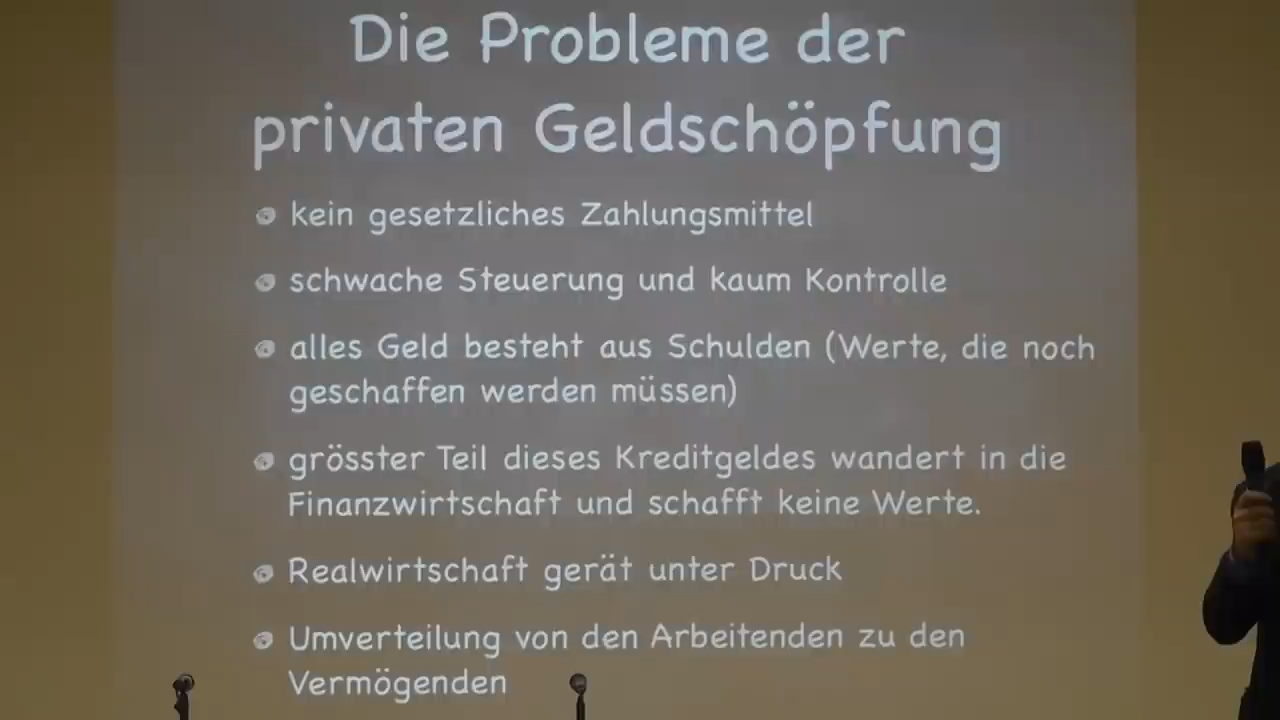 Die Probleme der
privaten Geldschöpfung
kein gesetzliches Zahlungsmittel
schwache Steuerung und kaum Kontrolle
alles Geld besteht aus Schulden (Werte, die noch
geschaffen werden müssen)
grösster Teil dieses Kreditgeldes wandert in die
Finanzwirtschaft und schafft keine Werte.
Realwirtschaft gerät unter Druck
Umverteilung von den Arbeitenden zu den
Vermögenden